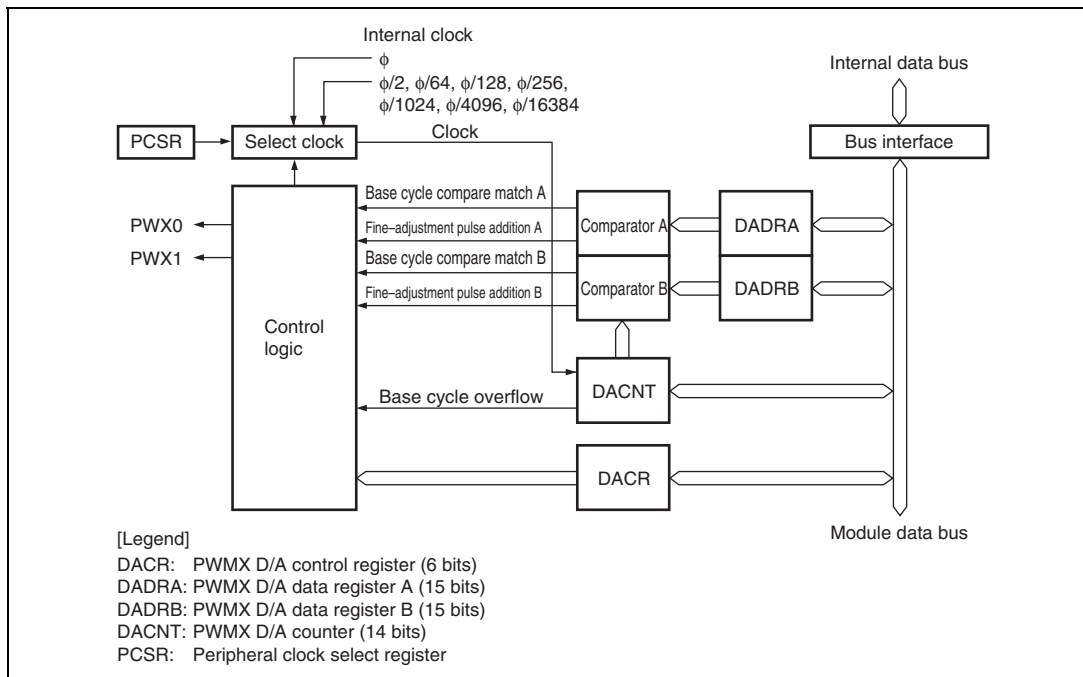 Internal clock
ϕ
ϕ/2, ϕ/64, ϕ/128, ϕ/256,
ϕ/1024, ϕ/4096, ϕ/16384
Internal data bus
PCSR
Select clock
Clock
Bus interface
Base cycle compare match A
Fine–adjustment pulse addition A
Base cycle compare match B
Fine–adjustment pulse addition B
PWX0
PWX1
Comparator A
DADRA
Comparator B
DADRB
Control
logic
DACNT
Base cycle overflow
DACR
Module data bus
[Legend]
DACR: PWMX D/A control register (6 bits)
DADRA: PWMX D/A data register A (15 bits)
DADRB: PWMX D/A data register B (15 bits)
DACNT: PWMX D/A counter (14 bits)
PCSR: Peripheral clock select register